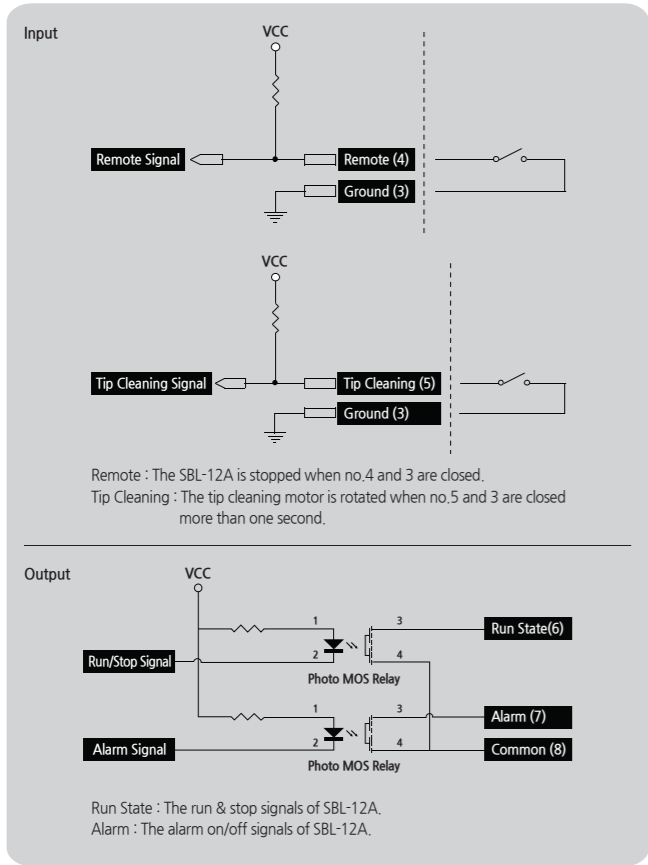 Input
VCC
Remote Signal
Remote (4)
Ground (3)
VCC
Tip Cleaning Signal
Tip Cleaning (5)
Ground (3)
Remote : The SBL-12A is stopped when no.4 and 3 are closed.
Tip Cleaning : The tip cleaning motor is rotated when no.5 and 3 are closed
more than one second.
Output
VCC
1
3
Run State(6)
Run/Stop Signal
2
4
Photo MOS Relay
1
3
Alarm (7)
Alarm Signal
2
4
Common (8)
Photo MOS Relay
Run State : The run & stop signals of SBL-12A.
Alarm : The alarm on/off signals of SBL-12A.